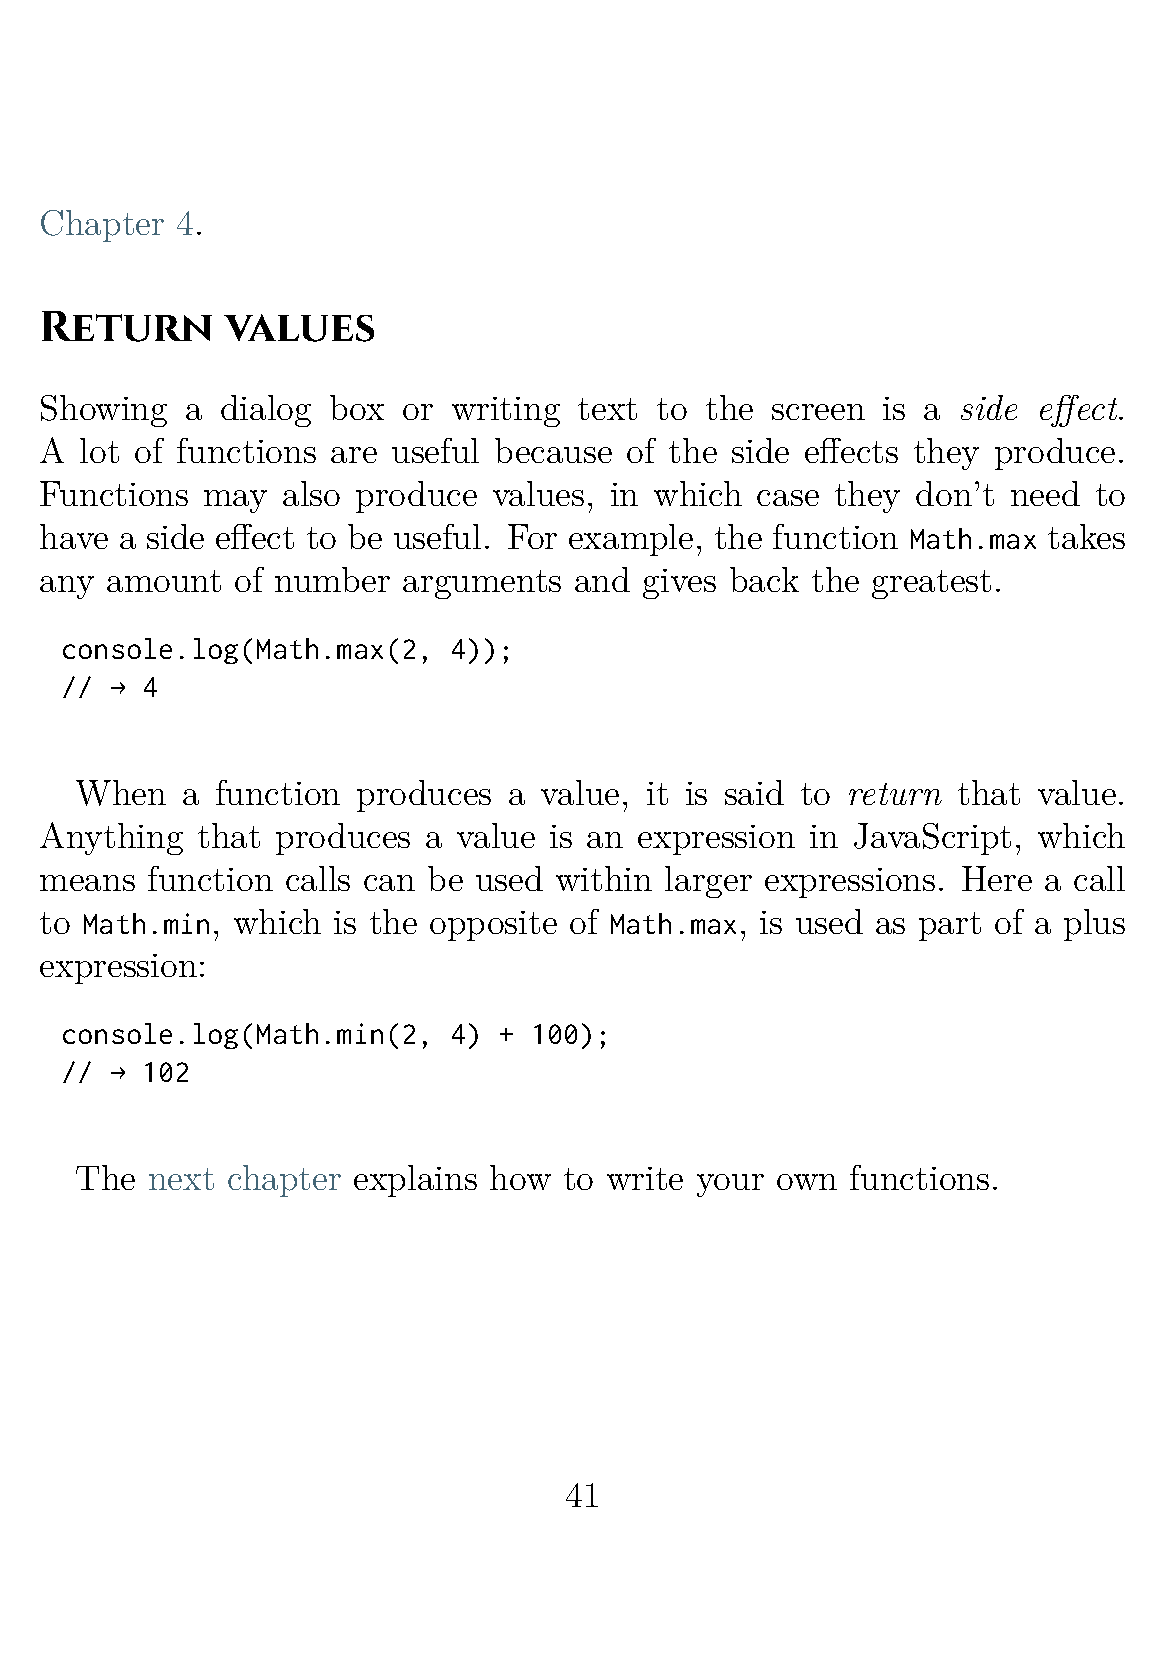 Chapter 4.
Return values
Showing a dialog box or writing text to the screen is a side effect.
A lot of functions are useful because of the side effects they produce.
Functions may also produce values, in which case they don’t need to
have a side effect to be useful. For example, the function Math.max takes
any amount of number arguments and gives back the greatest.
console.log(Math.max(2, 4));
// → 4
When a function produces a value, it is said to return that value.
Anything that produces a value is an expression in JavaScript, which
means function calls can be used within larger expressions. Here a call
to Math.min, which is the opposite of Math.max, is used as part of a plus
expression:
console.log(Math.min(2, 4) + 100);
// → 102
The next chapter explains how to write your own functions.
41